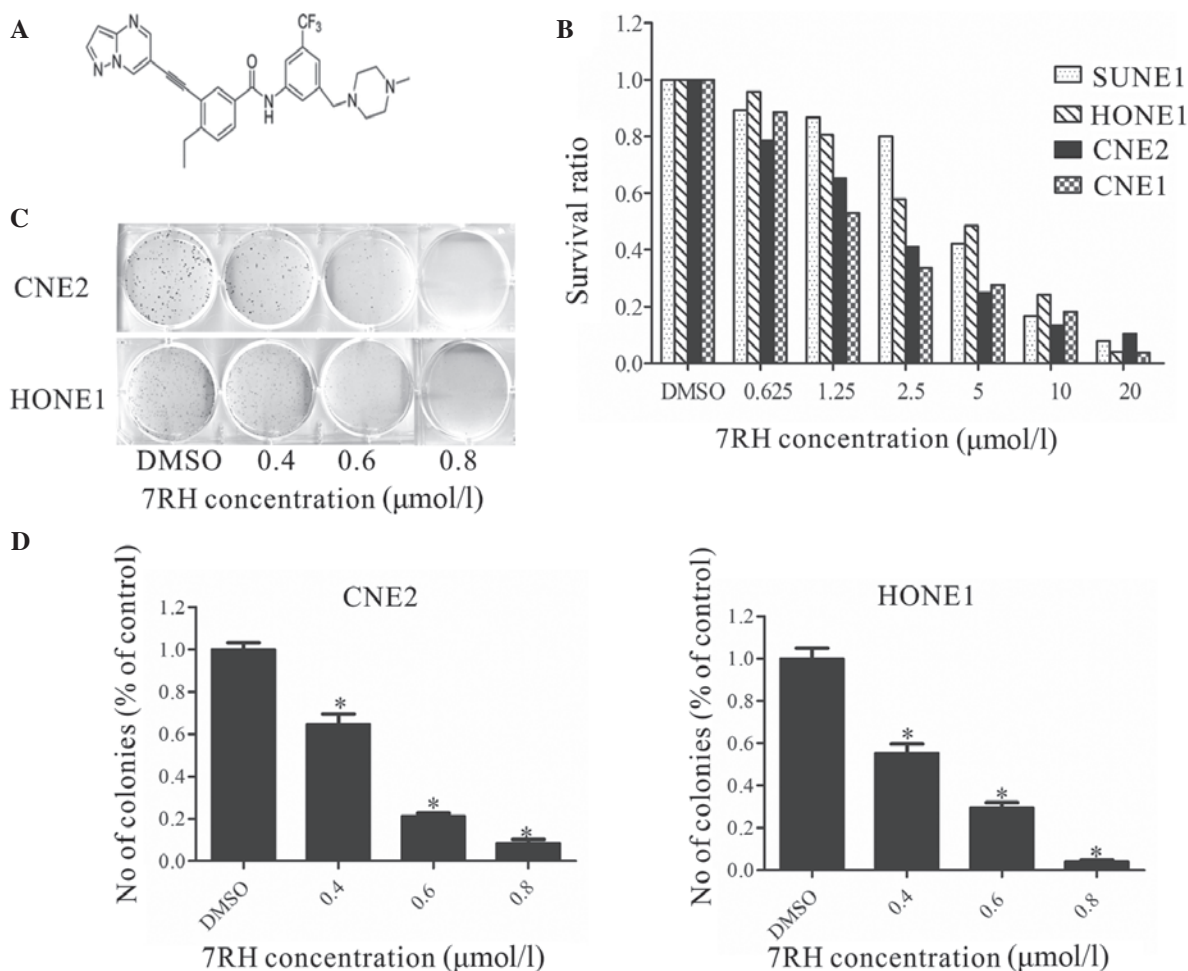 A
N
N
N
O
N
H
CF3
N
N
B
1.2
1.0
0.8
0.6
0.4
0.2
0.0
Survival ratio
SUNE1
HONE1
CNE2
CNE1
DMSO 0.625 1.25 2.5 5 10 20
7RH concentration (μmol/l)
C
CNE2
HONE1
DMSO 0.4 0.6 0.8
7RH concentration (μmol/l)
D
CNE2
No of colonies (% of control)
1.2
1.0
0.8
0.6
0.4
0.2
0.0
*
*
*
DMSO 0.4 0.6 0.8
7RH concentration (μmol/l)
HONE1
No of colonies (% of control)
1.2
1.0
0.8
0.6
0.4
0.2
0.0
*
*
*
DMSO 0.4 0.6 0.8
7RH concentration (μmol/l)